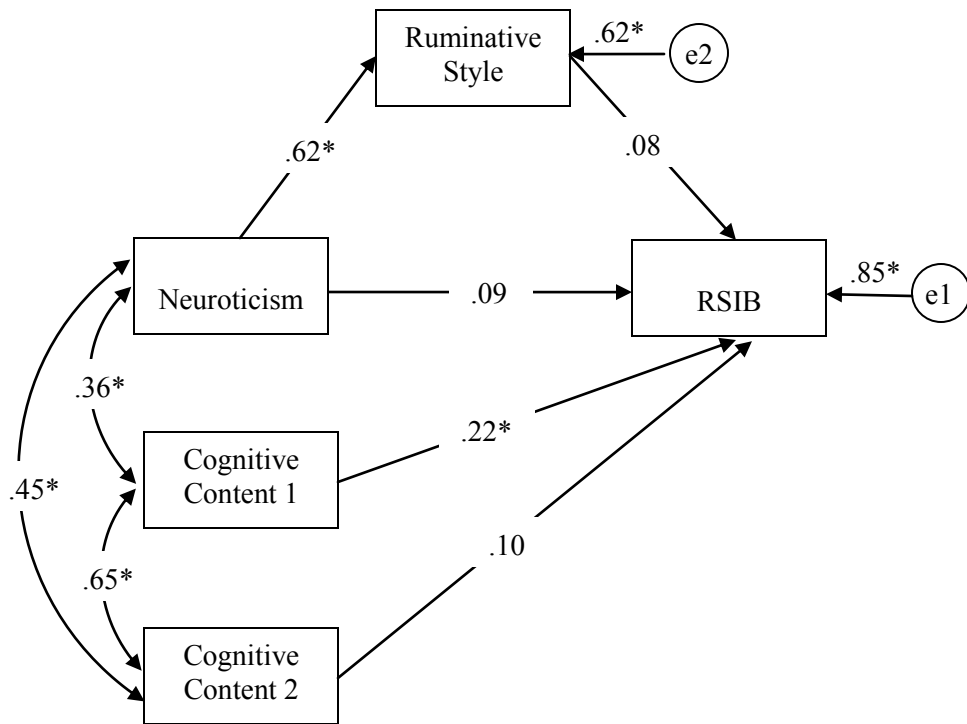 Ruminative
Style
.62*
e2
.62*
.08
Neuroticism
.09
RSIB
.85*
e1
.36*
Cognitive
Content 1
.22*
.45*
.10
.65*
Cognitive
Content 2